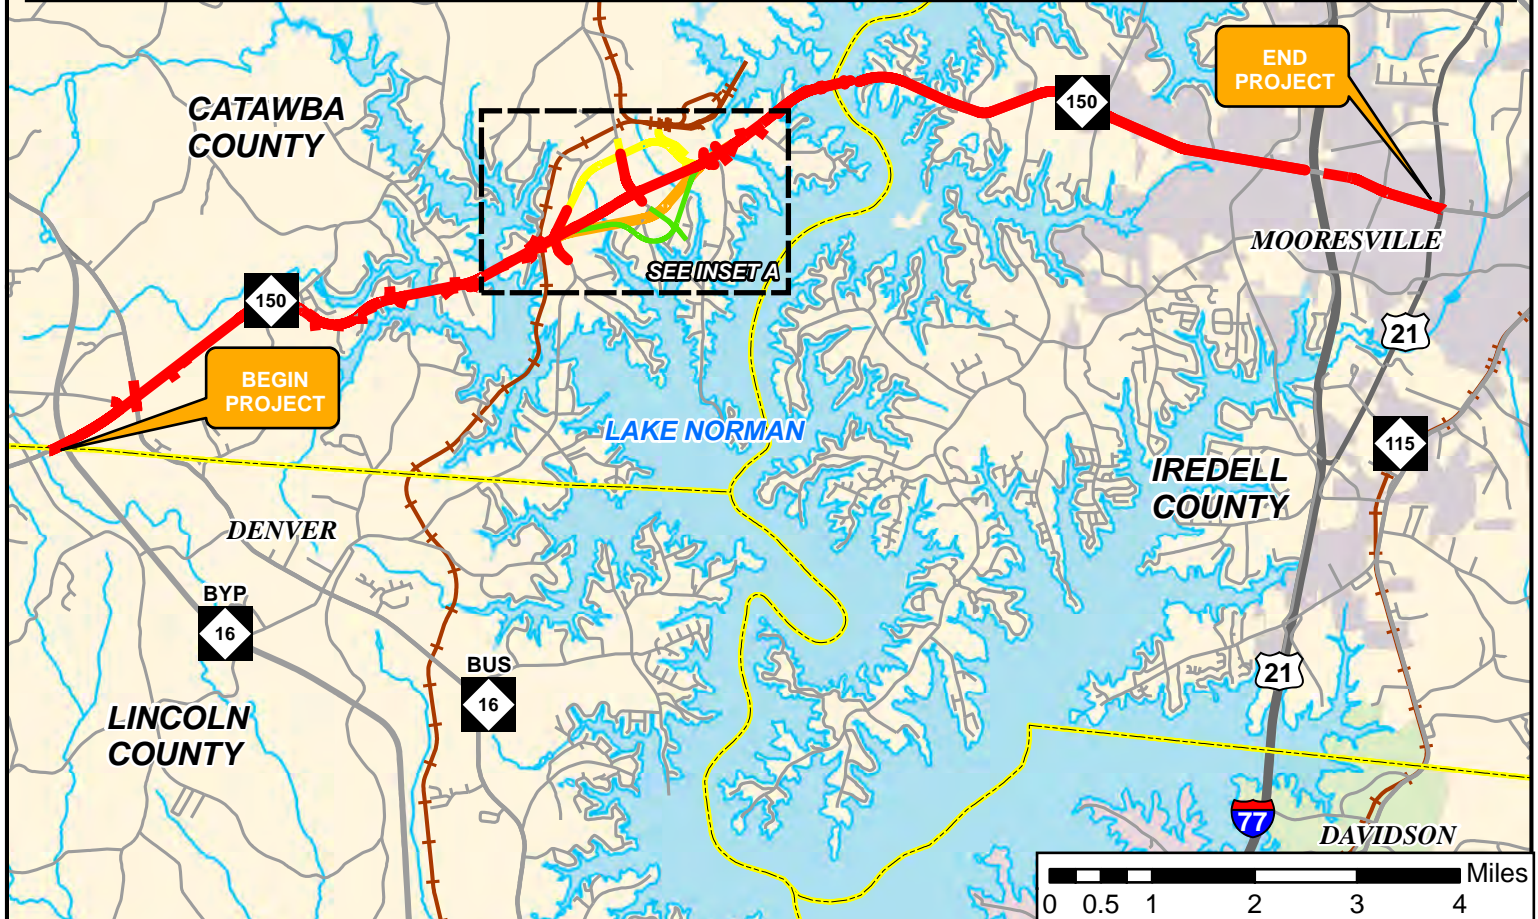 END
PROJECT
150
CATAWBA
COUNTY
MOORESVILLE
SEE INSET A
150
21
BEGIN
PROJECT
LAKE NORMAN
115
IREDELL
COUNTY
DENVER
BYP
16
BUS
16
21
LINCOLN
COUNTY
77
DAVIDSON
Miles
0 0.5 1 2 3 4